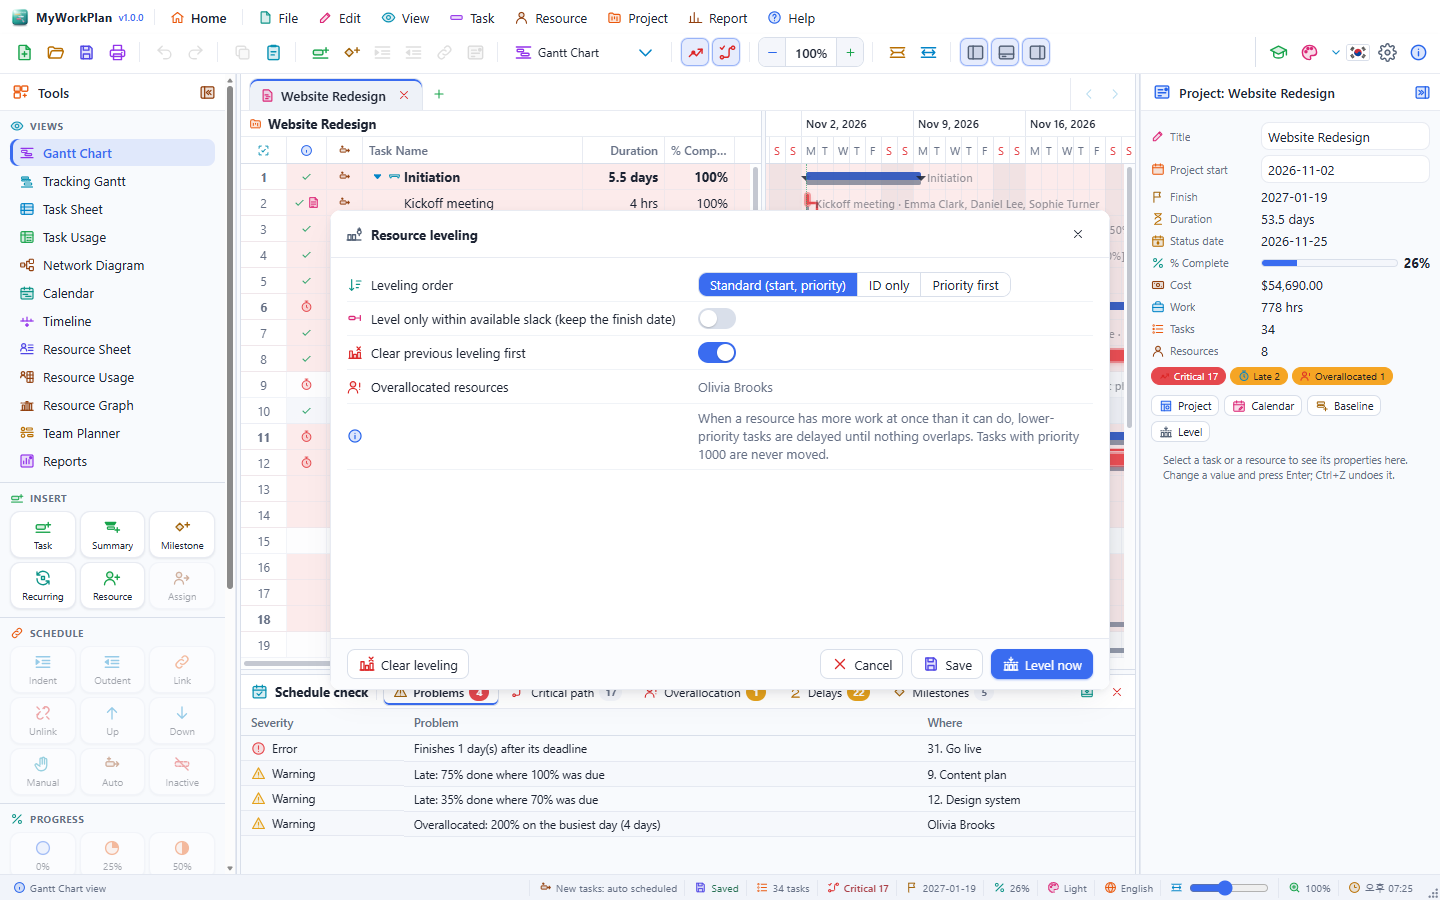 MyWorkPlan v1.0.0
Home
File
Edit
View
Task
Resource
Project
Report
Help
Gantt Chart
100%
Tools
VIEWS
Gantt Chart
Tracking Gantt
Task Sheet
Task Usage
Network Diagram
Calendar
Timeline
Resource Sheet
Resource Usage
Resource Graph
Team Planner
Reports
INSERT
Task
Summary
Milestone
Recurring
Resource
Assign
SCHEDULE
Indent
Outdent
Link
Unlink
Up
Down
Manual
Auto
Inactive
PROGRESS
0%
25%
50%
Website Redesign
Website Redesign
Nov 2, 2026
Nov 9, 2026
Nov 16, 2026
Task Name
Duration
% Comp...
S S M T W T F S S M T W T F S S M T W T F S S
1 Initiation 5.5 days 100%
Initiation
2 Kickoff meeting 4 hrs 100%
Kickoff meeting · Emma Clark, Daniel Lee, Sophie Turner
3
4
5
6
7
8
9
10
11
12
13
14
15
16
17
18
19
Resource leveling
Leveling order
Standard (start, priority)
ID only
Priority first
Level only within available slack (keep the finish date)
Clear previous leveling first
Overallocated resources
Olivia Brooks
When a resource has more work at once than it can do, lower-
priority tasks are delayed until nothing overlaps. Tasks with priority
1000 are never moved.
Clear leveling
Cancel
Save
Level now
Schedule check
Problems 4
Critical path 17
Overallocation 1
Delays 22
Milestones 5
Severity
Problem
Where
Error
Finishes 1 day(s) after its deadline
31. Go live
Warning
Late: 75% done where 100% was due
9. Content plan
Warning
Late: 35% done where 70% was due
12. Design system
Warning
Overallocated: 200% on the busiest day (4 days)
Olivia Brooks
Project: Website Redesign
Title
Website Redesign
Project start
2026-11-02
Finish
2027-01-19
Duration
53.5 days
Status date
2026-11-25
% Complete
26%
Cost
$54,690.00
Work
778 hrs
Tasks
34
Resources
8
Critical 17
Late 2
Overallocated 1
Project
Calendar
Baseline
Level
Select a task or a resource to see its properties here.
Change a value and press Enter; Ctrl+Z undoes it.
Gantt Chart view
New tasks: auto scheduled
Saved
34 tasks
Critical 17
2027-01-19
26%
Light
English
100%
오후 07:25